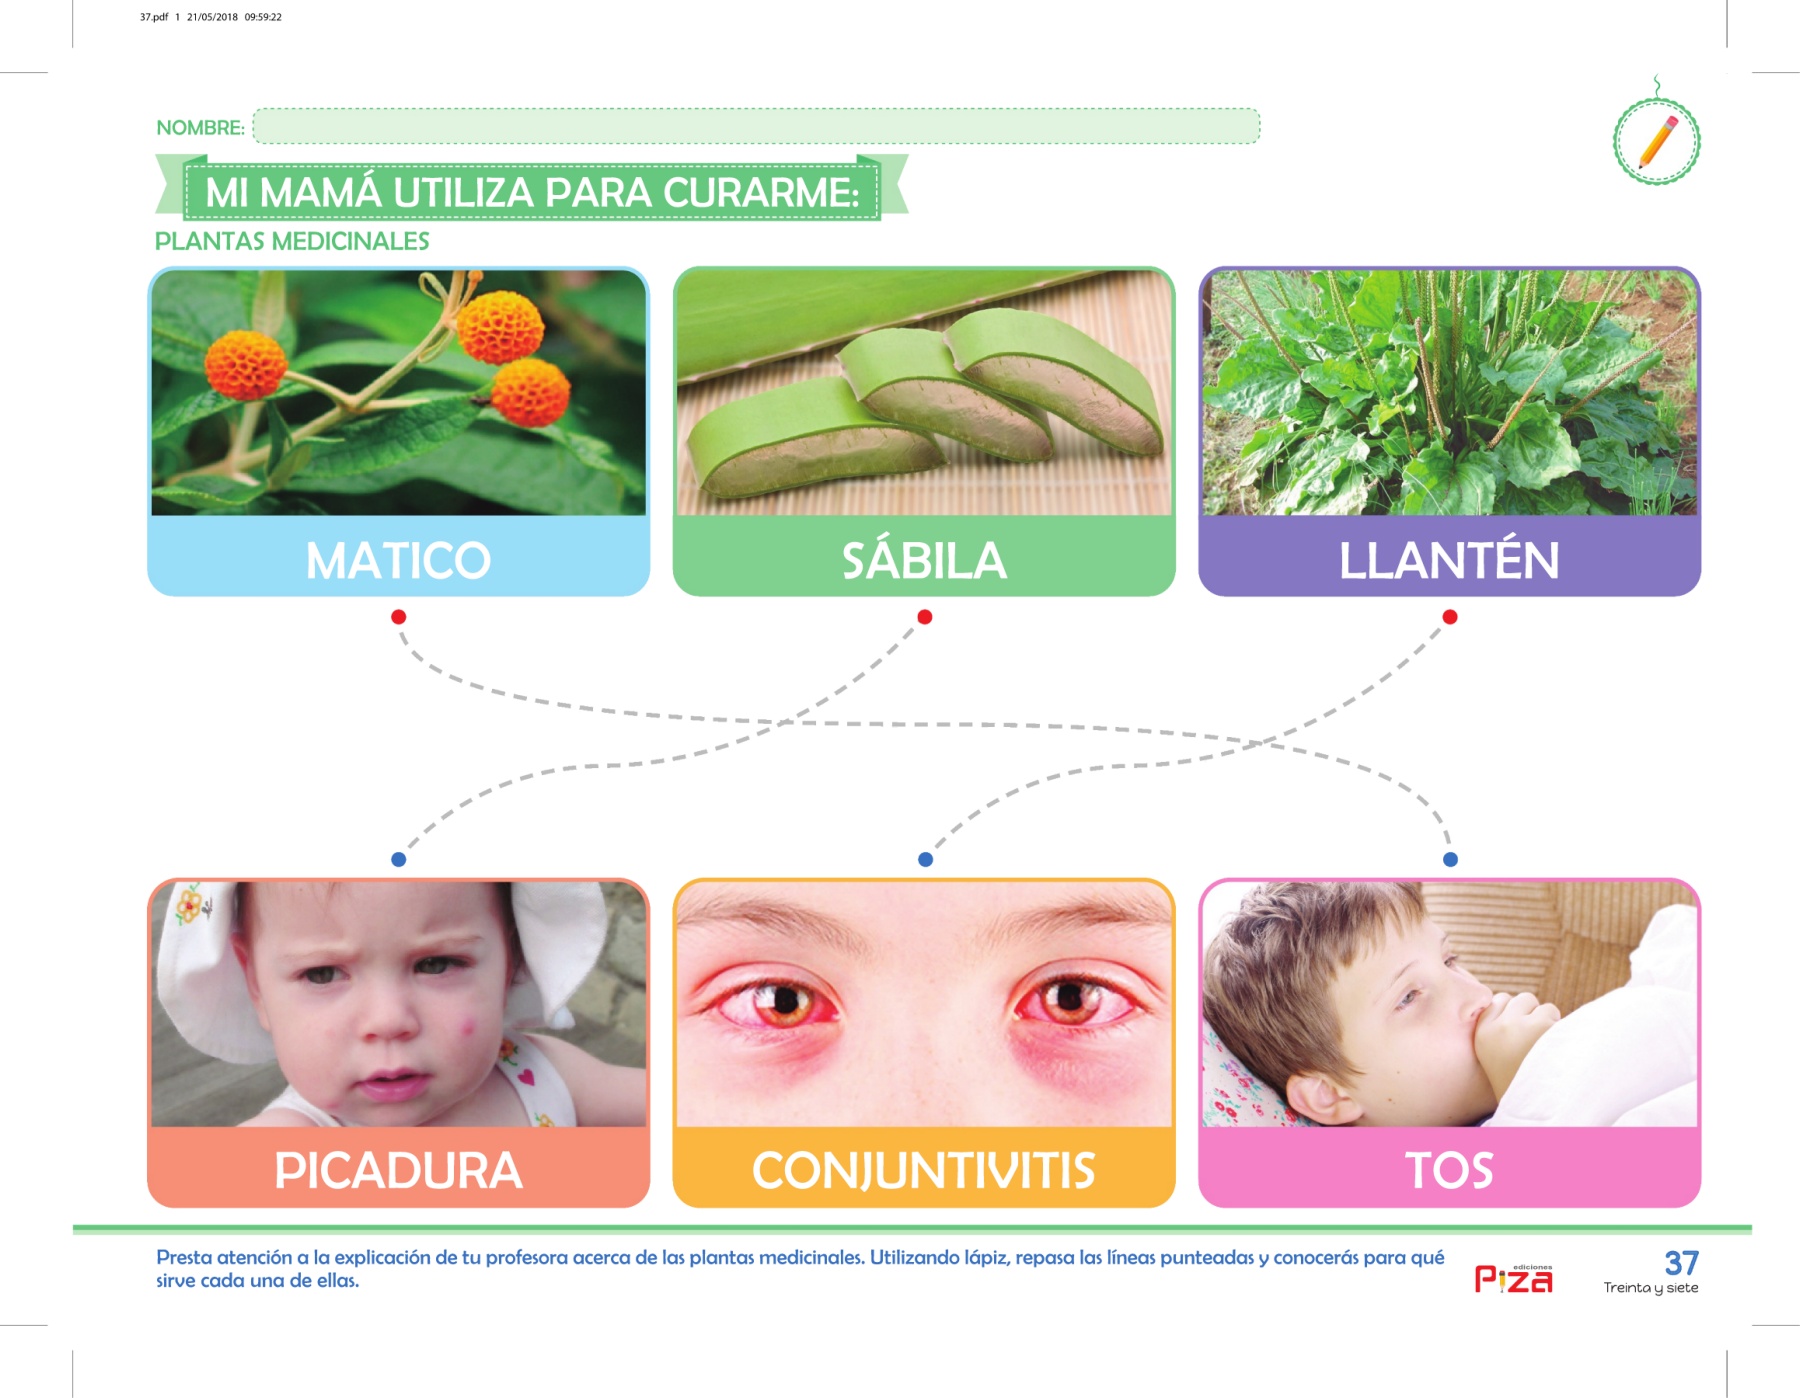 37.pdf 1 21/05/2018 09:59:22
NOMBRE:
MI MAMÁ UTILIZA PARA CURARME:
PLANTAS MEDICINALES
MATICO
SÁBILA
LLANTÉN
PICADURA
CONJUNTIVITIS
TOS
Presta atención a la explicación de tu profesora acerca de las plantas medicinales. Utilizando lápiz, repasa las líneas punteadas y conocerás para qué
sirve cada una de ellas.
ediciones
Piza
37
Treinta y siete